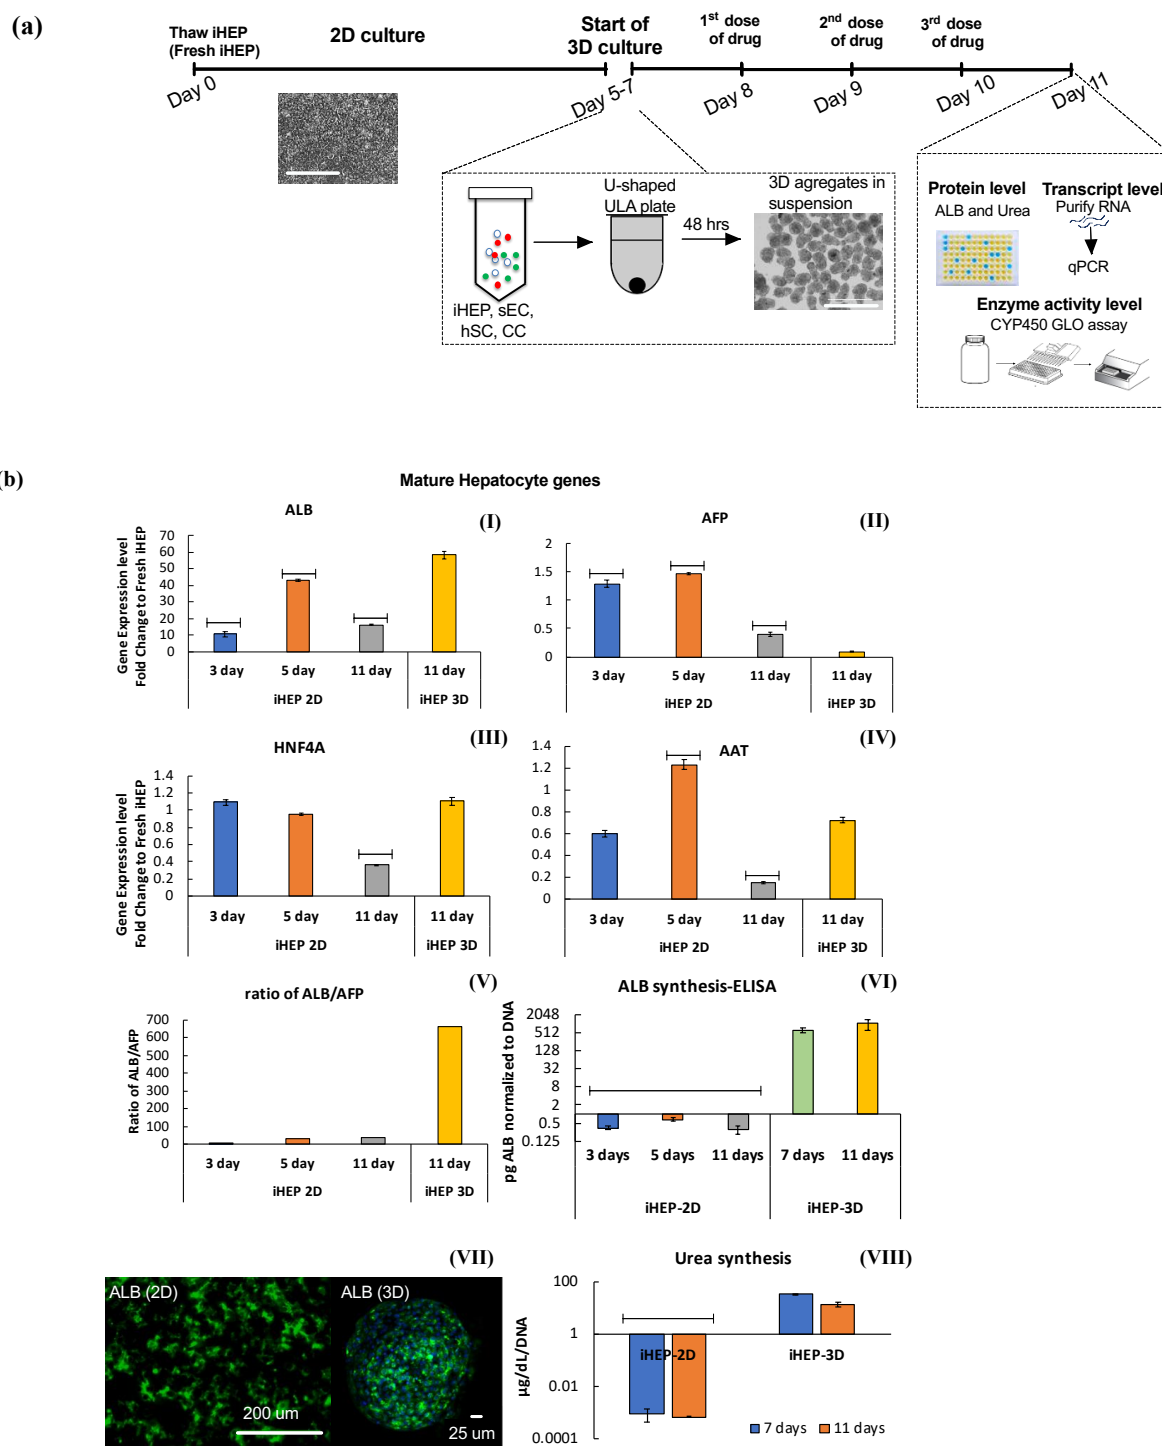 (a)
Thaw iHEP
(Fresh iHEP)
2D culture
Start of
3D culture
1st dose
of drug
2nd dose
of drug
3rd dose
of drug
Day 0
Day 5-7
Day 8
Day 9
Day 10
Day 11
iHEP, sEC,
hSC, CC
U-shaped
ULA plate
48 hrs
3D agregates in
suspension
Protein level
ALB and Urea
Transcript level
Purify RNA
qPCR
Enzyme activity level
CYP450 GLO assay
(b)
Mature Hepatocyte genes
ALB
(I)
Gene Expression level
Fold Change to Fresh iHEP
70
60
50
40
30
20
10
0
3 day
5 day
11 day
11 day
iHEP 2D
iHEP 3D
AFP
(II)
2
1.5
1
0.5
0
3 day
5 day
11 day
11 day
iHEP 2D
iHEP 3D
HNF4A
(III)
Gene Expression level
Fold Change to Fresh iHEP
1.4
1.2
1
0.8
0.6
0.4
0.2
0
3 day
5 day
11 day
11 day
iHEP 2D
iHEP 3D
AAT
(IV)
1.4
1.2
1
0.8
0.6
0.4
0.2
0
3 day
5 day
11 day
11 day
iHEP 2D
iHEP 3D
ratio of ALB/AFP
(V)
Ratio of ALB/AFP
700
600
500
400
300
200
100
0
3 day
5 day
11 day
11 day
iHEP 2D
iHEP 3D
ALB synthesis-ELISA
(VI)
pg ALB normalized to DNA
2048
512
128
32
8
2
0.5
0.125
3 days
5 days
11 days
7 days
11 days
iHEP-2D
iHEP-3D
(VII)
ALB (2D)
200 um
ALB (3D)
25 um
Urea synthesis
(VIII)
µg/dL/DNA
100
1
0.01
0.0001
iHEP-2D
iHEP-3D
7 days
11 days